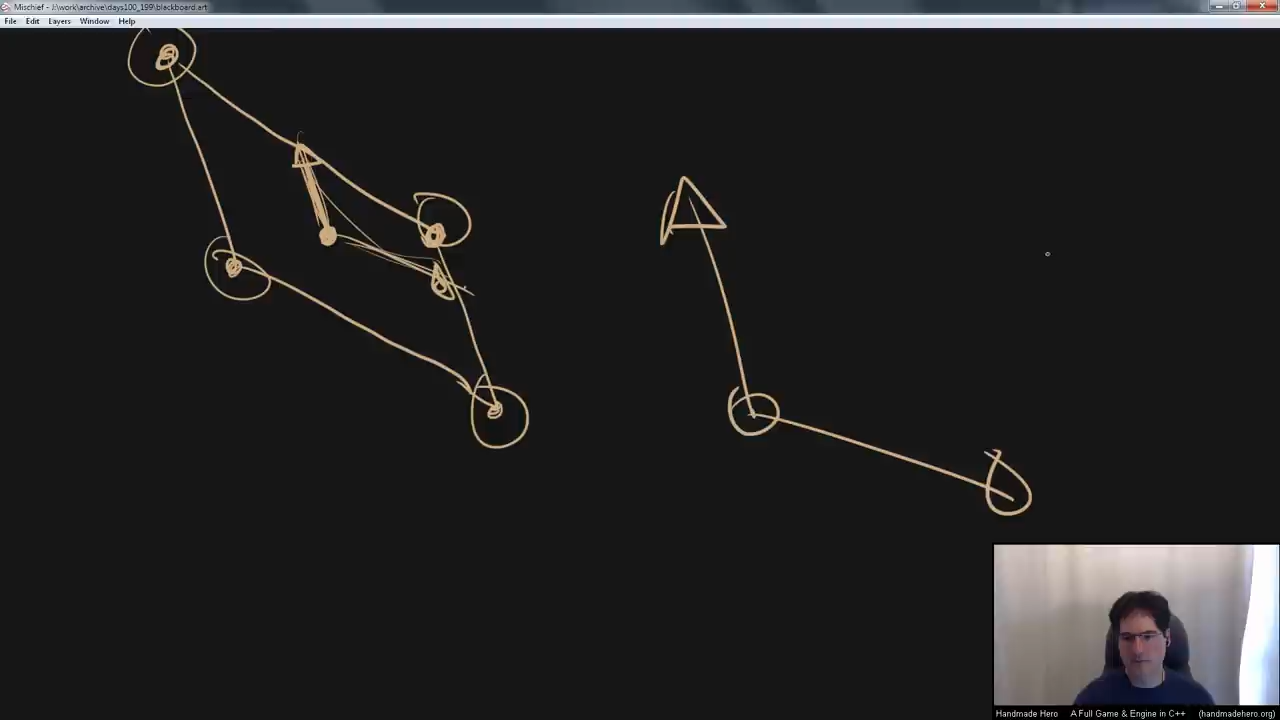 Mischief - J:\work\archive\days100_199\blackboard.art
File Edit Layers Window Help
Handmade Hero A Full Game & Engine in C++ (handmadehero.org)